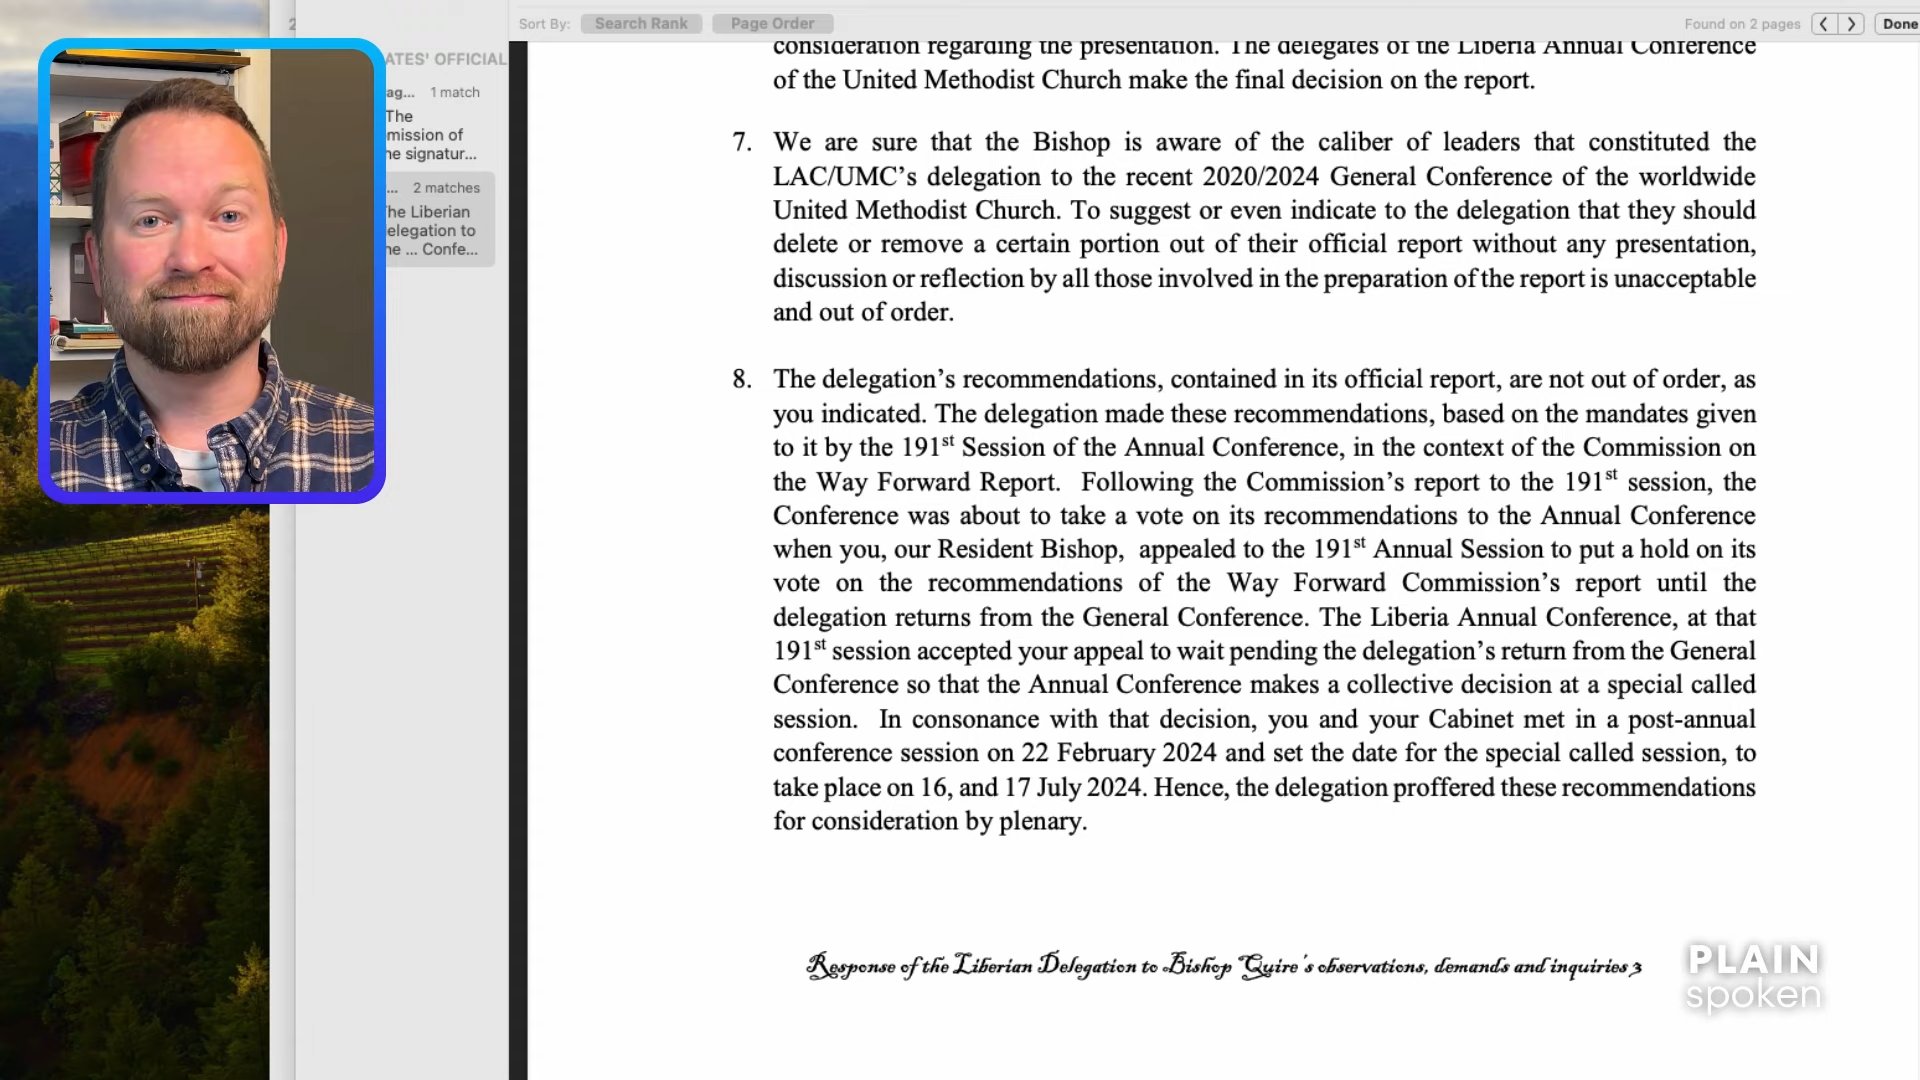 Sort By: Search Rank Page Order Found on 2 pages Done
2
ATES' OFFICIAL
ag... 1 match
The
mission of
he signatur...
... 2 matches
The Liberian
elegation to
he ... Confe...
consideration regarding the presentation. The delegates of the Liberia Annual Conference
of the United Methodist Church make the final decision on the report.
7. We are sure that the Bishop is aware of the caliber of leaders that constituted the
LAC/UMC's delegation to the recent 2020/2024 General Conference of the worldwide
United Methodist Church. To suggest or even indicate to the delegation that they should
delete or remove a certain portion out of their official report without any presentation,
discussion or reflection by all those involved in the preparation of the report is unacceptable
and out of order.
8. The delegation's recommendations, contained in its official report, are not out of order, as
you indicated. The delegation made these recommendations, based on the mandates given
to it by the 191st Session of the Annual Conference, in the context of the Commission on
the Way Forward Report. Following the Commission's report to the 191st session, the
Conference was about to take a vote on its recommendations to the Annual Conference
when you, our Resident Bishop, appealed to the 191st Annual Session to put a hold on its
vote on the recommendations of the Way Forward Commission's report until the
delegation returns from the General Conference. The Liberia Annual Conference, at that
191st session accepted your appeal to wait pending the delegation's return from the General
Conference so that the Annual Conference makes a collective decision at a special called
session. In consonance with that decision, you and your Cabinet met in a post-annual
conference session on 22 February 2024 and set the date for the special called session, to
take place on 16, and 17 July 2024. Hence, the delegation proffered these recommendations
for consideration by plenary.
Response of the Liberian Delegation to Bishop Quire's observations, demands and inquiries 3
PLAIN
spoken